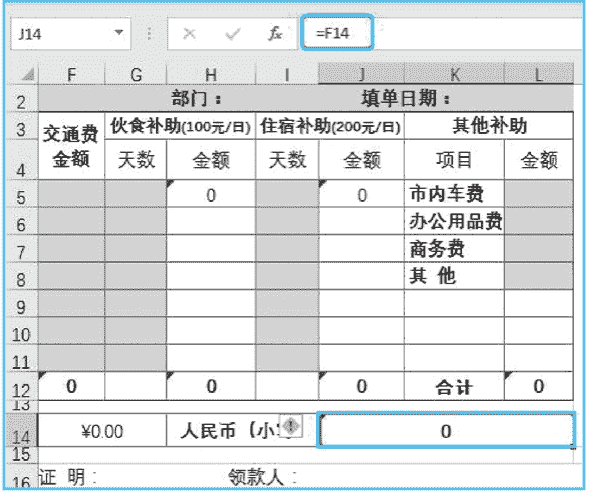 J14 fx =F14
F G H I J K L
2 部门： 填单日期：
3 交通费 伙食补助(100元/日) 住宿补助(200元/日) 其他补助
4 金额 天数 金额 天数 金额 项目 金额
5 0 0 市内车费
6 办公用品费
7 商务费
8 其 他
9
10
11
12 0 0 0 合计 0
13
14 ¥0.00 人民币（小 0
15
16 证 明： 领款人：